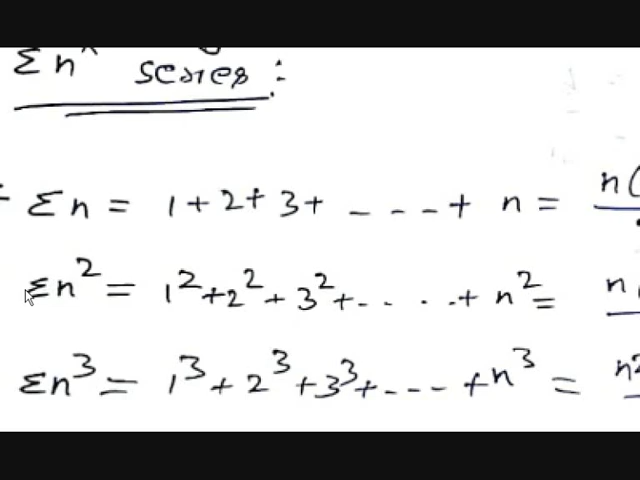 Σn series :
Σn = 1 + 2 + 3 + - - - + n = n(
Σn² = 1² + 2² + 3² + - . . . + n² = n
Σn³ = 1³ + 2³ + 3³ + - - - + n³ = n²